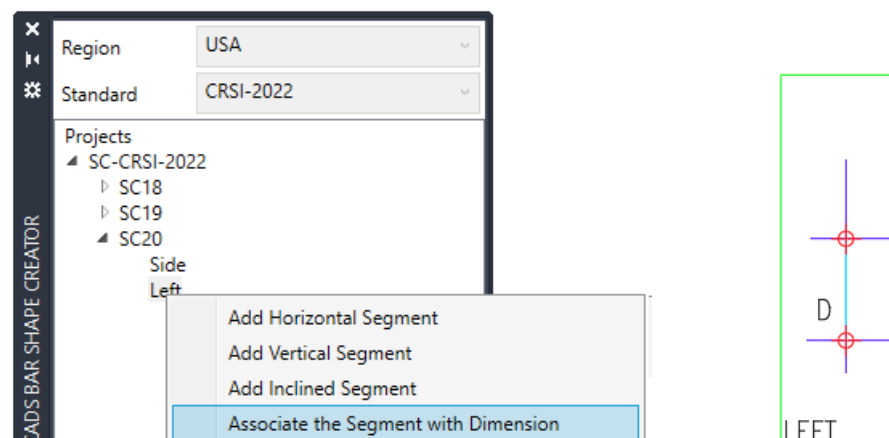 Region
USA
Standard
CRSI-2022
Projects
SC-CRSI-2022
SC18
SC19
SC20
Side
Left
Add Horizontal Segment
Add Vertical Segment
Add Inclined Segment
Associate the Segment with Dimension
CADS BAR SHAPE CREATOR
D
LEFT